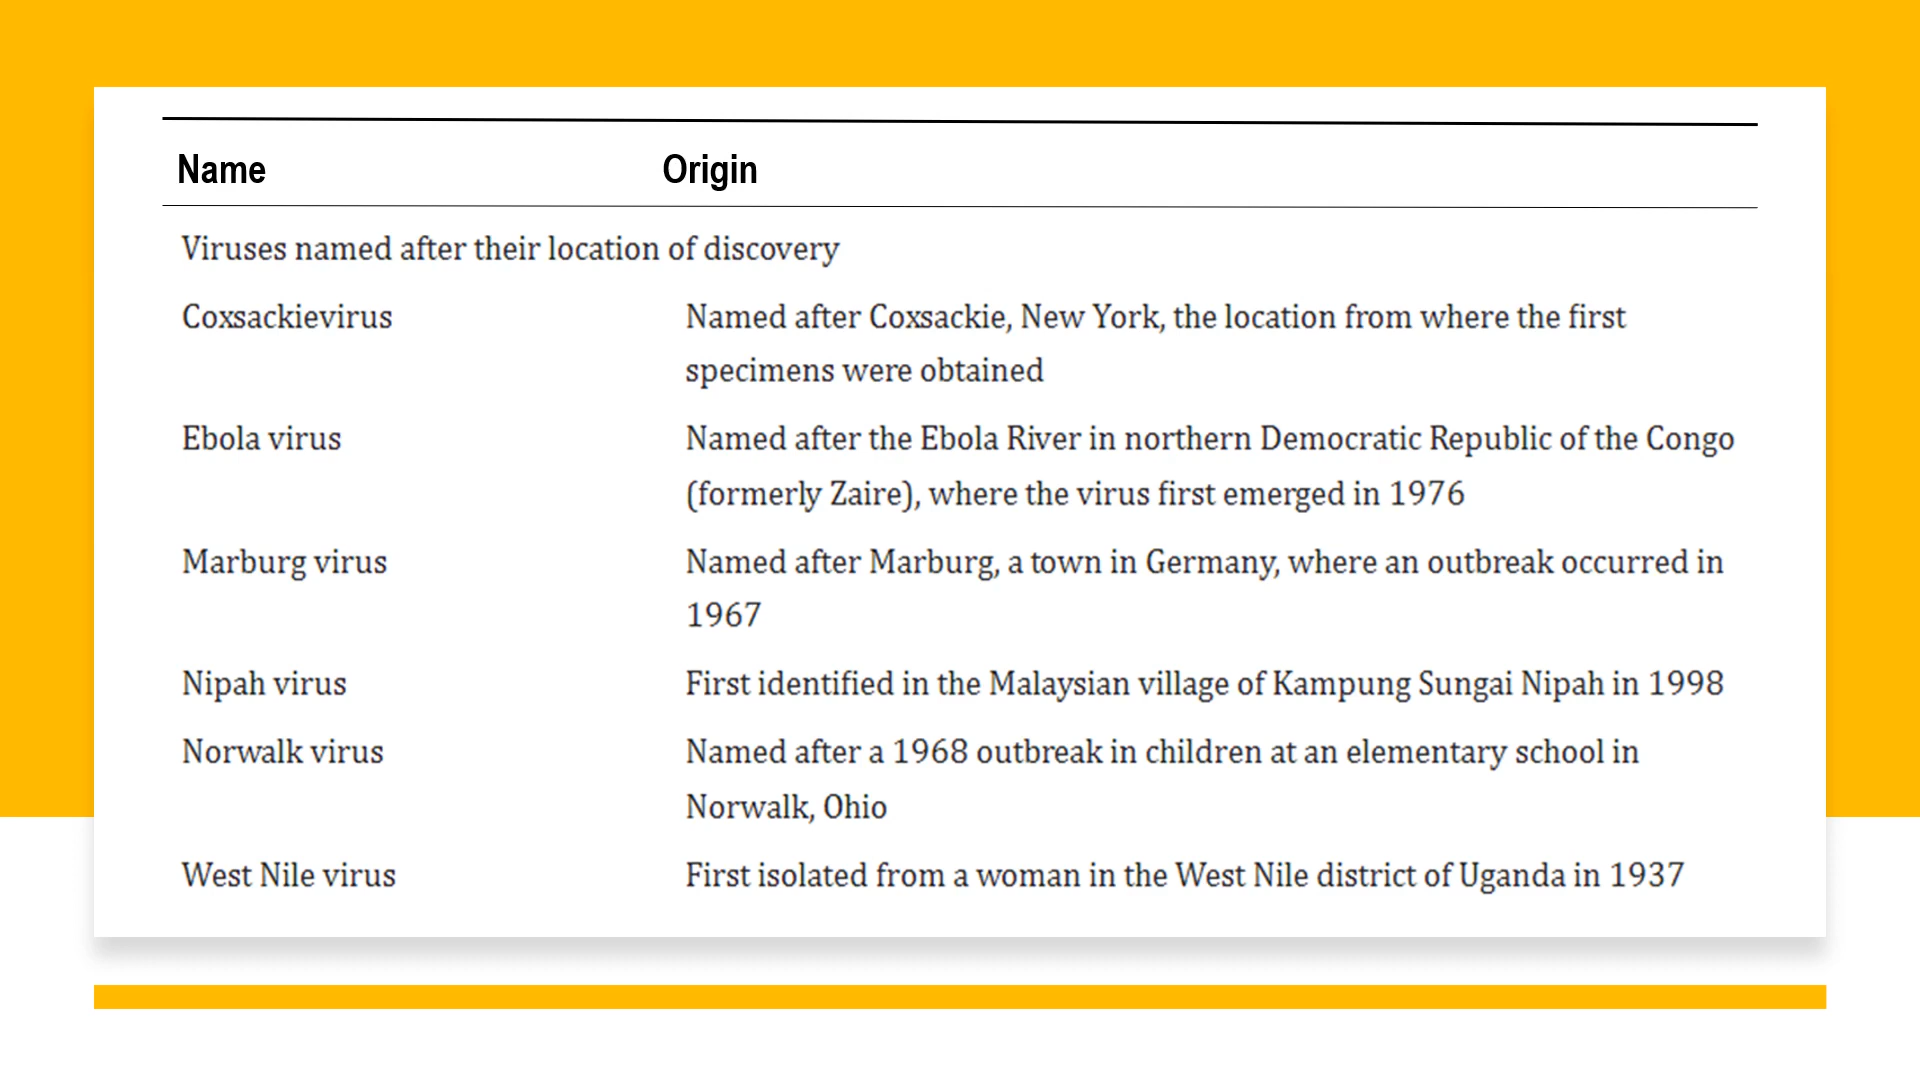 Name Origin
Viruses named after their location of discovery
Coxsackievirus Named after Coxsackie, New York, the location from where the first
specimens were obtained
Ebola virus Named after the Ebola River in northern Democratic Republic of the Congo
(formerly Zaire), where the virus first emerged in 1976
Marburg virus Named after Marburg, a town in Germany, where an outbreak occurred in
1967
Nipah virus First identified in the Malaysian village of Kampung Sungai Nipah in 1998
Norwalk virus Named after a 1968 outbreak in children at an elementary school in
Norwalk, Ohio
West Nile virus First isolated from a woman in the West Nile district of Uganda in 1937